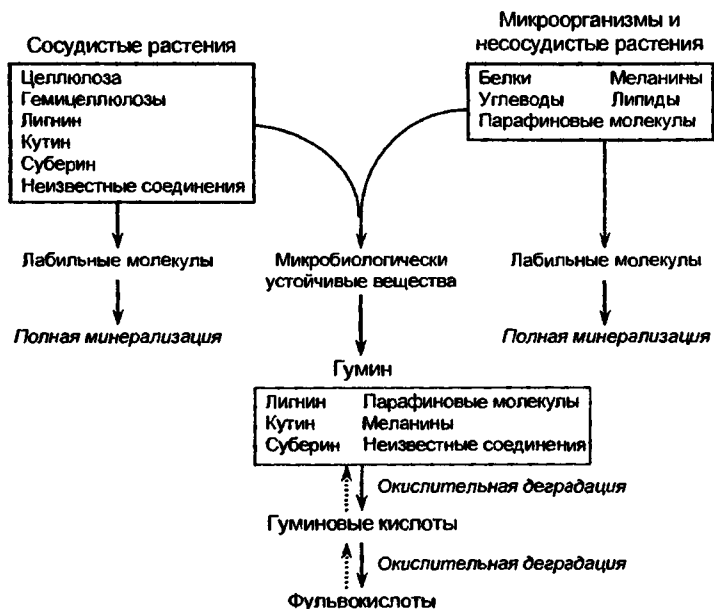 Сосудистые растения
Целлюлоза
Гемицеллюлозы
Лигнин
Кутин
Суберин
Неизвестные соединения
Микроорганизмы и
несосудистые растения
Белки Меланины
Углеводы Липиды
Парафиновые молекулы
Лабильные молекулы
Микробиологически
устойчивые вещества
Лабильные молекулы
Полная минерализация
Полная минерализация
Гумин
Лигнин Парафиновые молекулы
Кутин Меланины
Суберин Неизвестные соединения
Окислительная деградация
Гуминовые кислоты
Окислительная деградация
Фульвокислоты